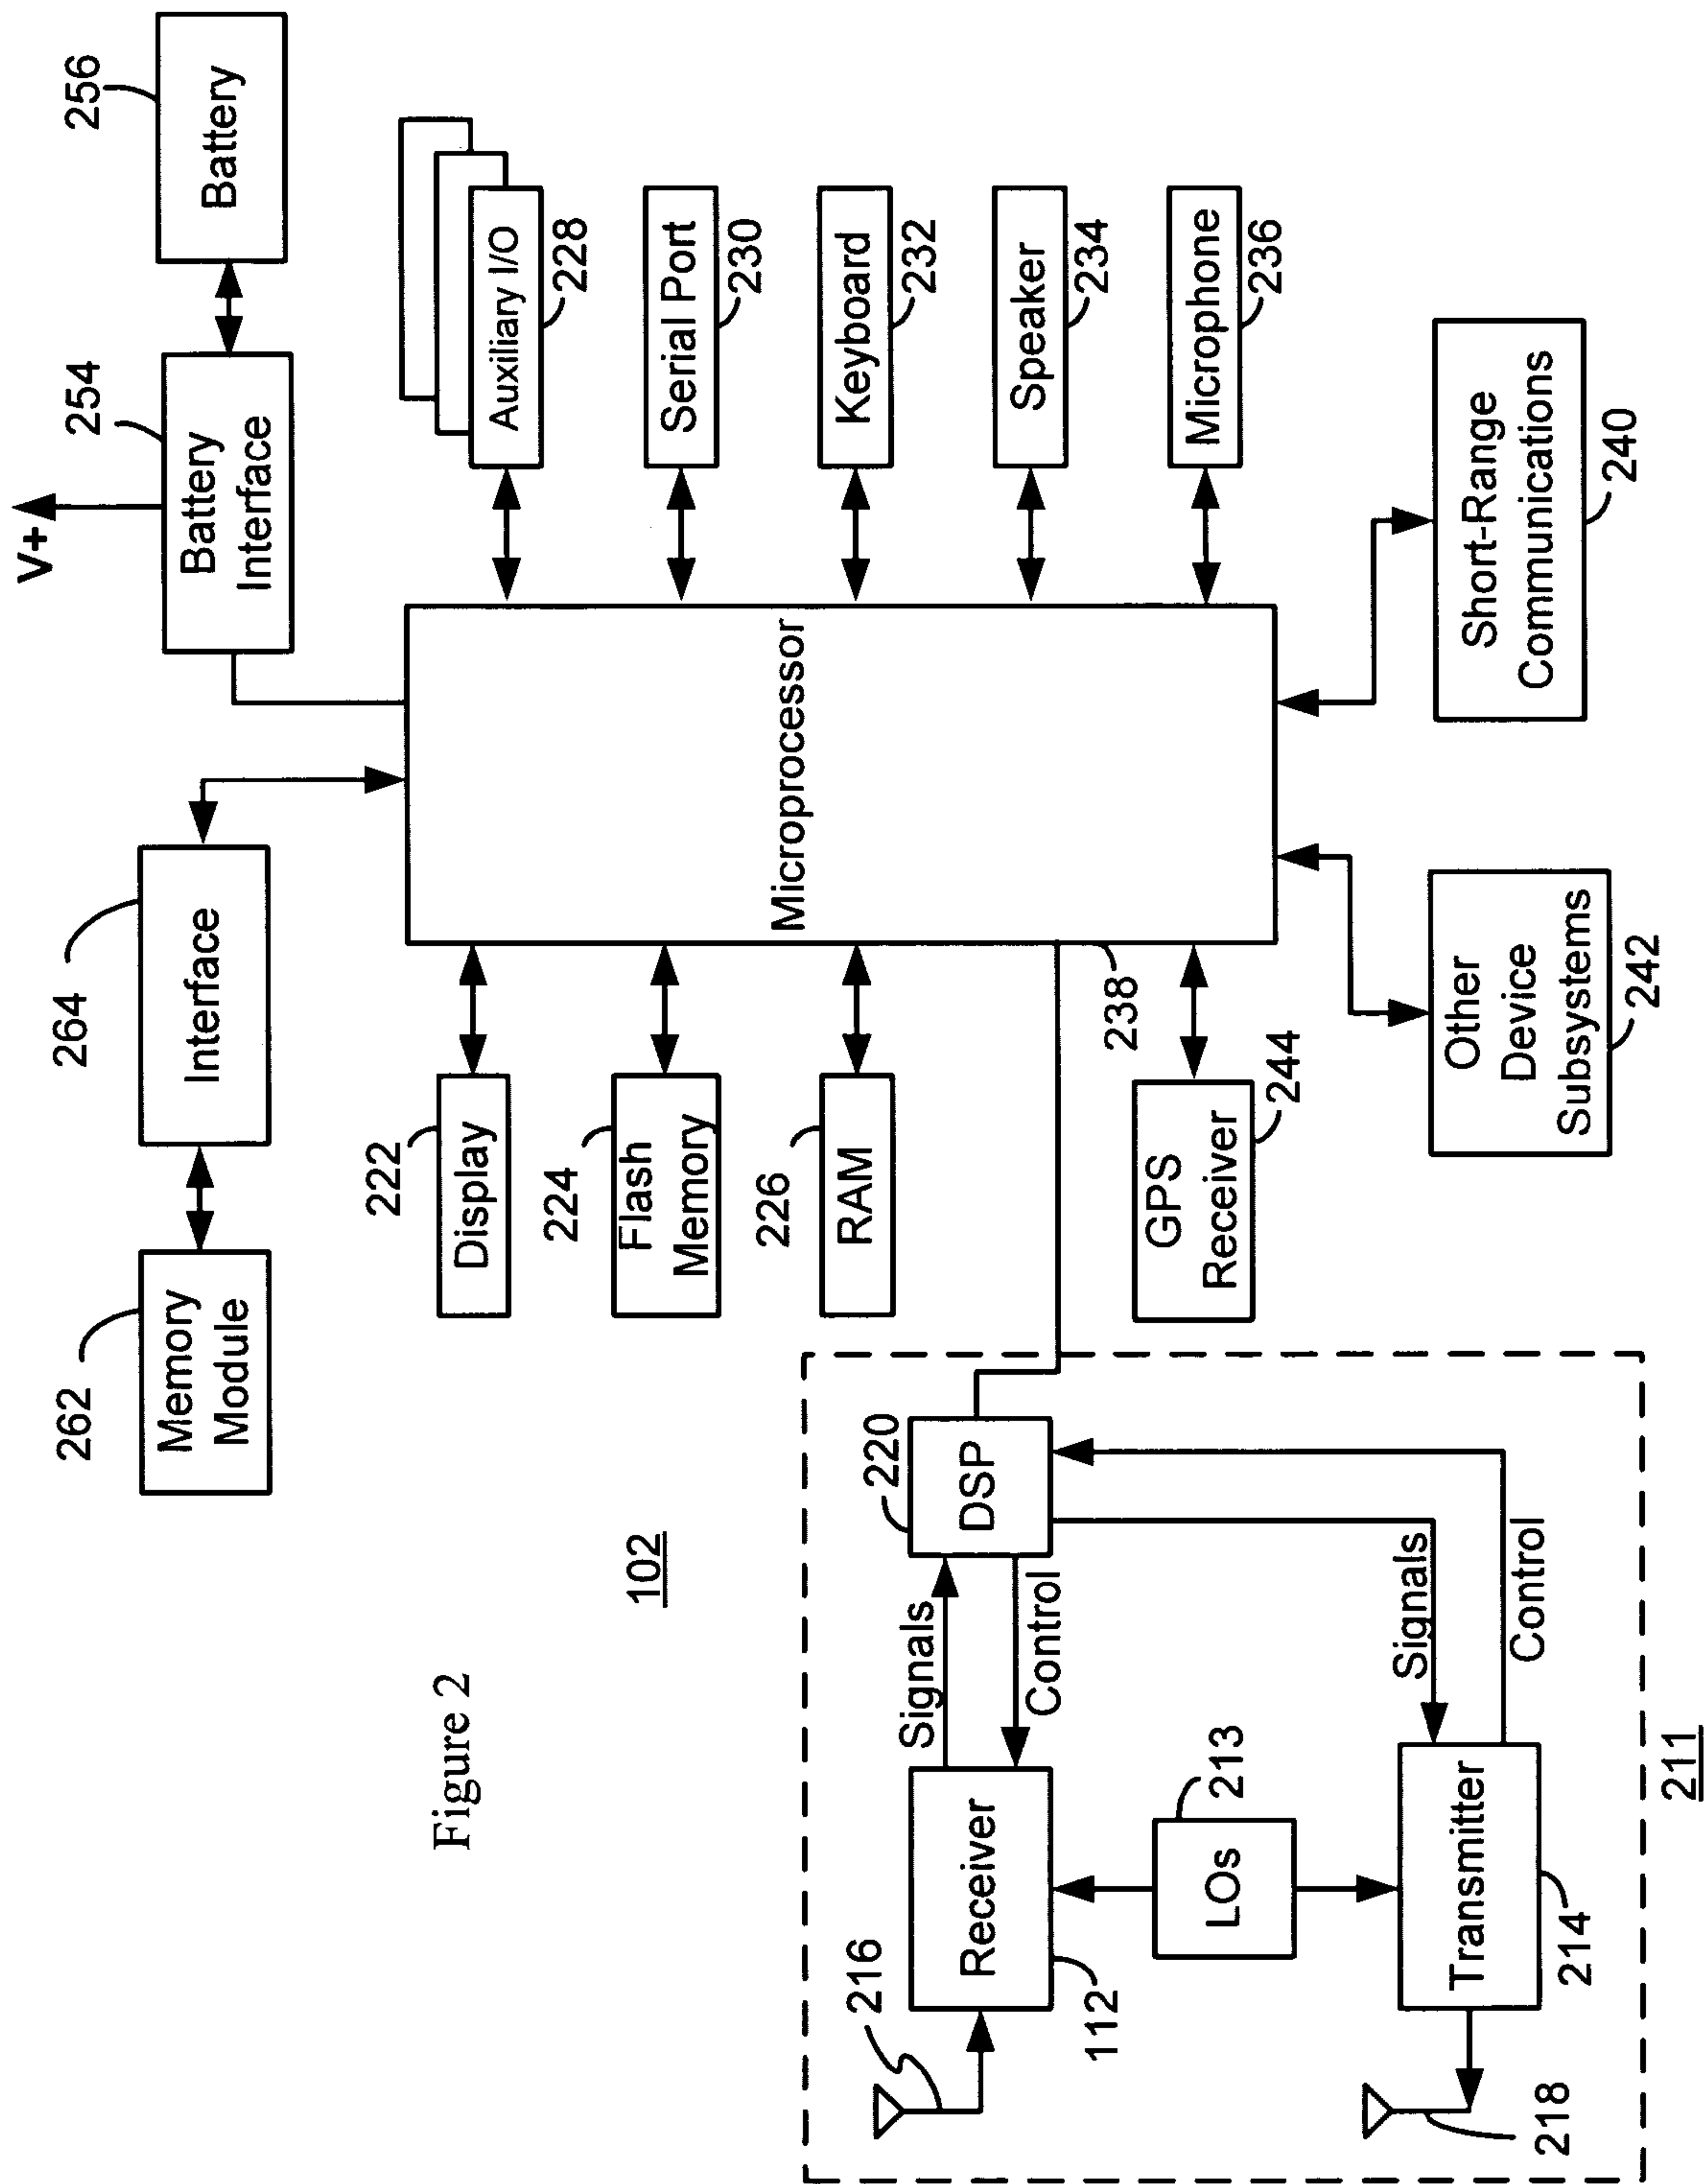 Figure 2
102
262
Memory
Module
264
Interface
V+
254
Battery
Interface
256
Battery
222
Display
224
Flash
Memory
226
RAM
238
GPS
Receiver
244
Microprocessor
Auxiliary I/O
228
Serial Port
230
Keyboard
232
Speaker
234
Microphone
236
Short-Range
Communications
240
Other
Device
Subsystems
242
216
Receiver
112
Signals
Control
220
DSP
LOs
213
Signals
Control
Transmitter
214
218
211